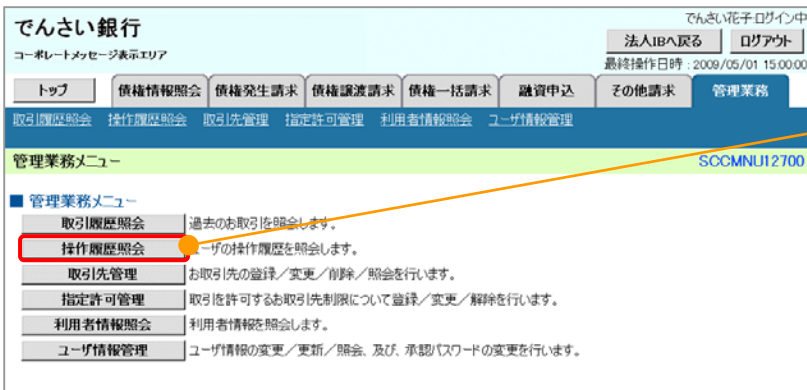 でんさい花子:ログイン中
でんさい銀行
コーポレートメッセージ表示エリア
法人IBへ戻る ログアウト
最終操作日時 : 2009/05/01 15:00:00
トップ 債権情報照会 債権発生請求 債権譲渡請求 債権一括請求 融資申込 その他請求 管理業務
取引履歴照会 操作履歴照会 取引先管理 指定許可管理 利用者情報照会 ユーザ情報管理
管理業務メニュー SCCMNU12700
■ 管理業務メニュー
取引履歴照会 過去のお取引を照会します。
操作履歴照会 ユーザの操作履歴を照会します。
取引先管理 お取引先の登録／変更／削除／照会を行います。
指定許可管理 取引を許可するお取引先制限について登録／変更／解除を行います。
利用者情報照会 利用者情報を照会します。
ユーザ情報管理 ユーザ情報の変更／更新／照会、及び、承認パスワードの変更を行います。